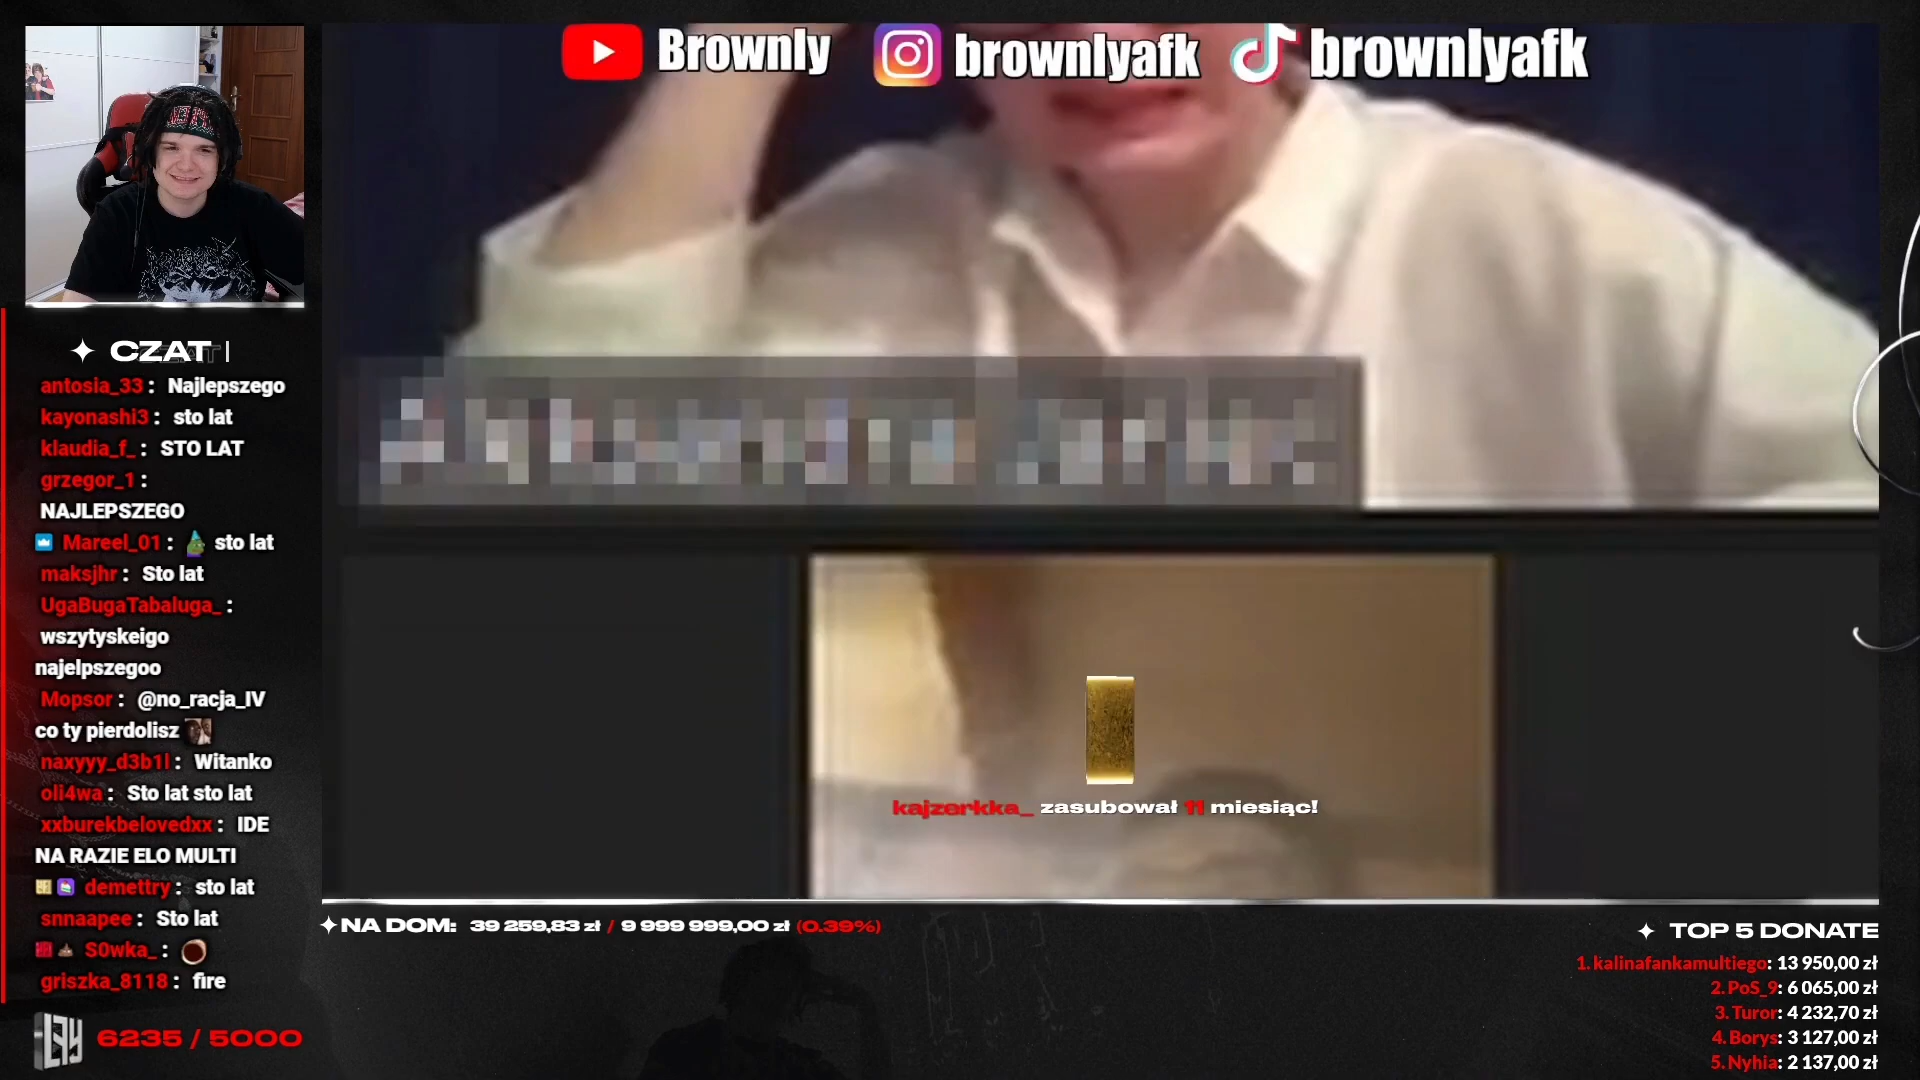 Brownly
brownlyafk
brownlyafk
CZAT
antosia_33: Najlepszego
kayonashi3: sto lat
klaudia_f_: STO LAT
grzegor_1:
NAJLEPSZEGO
Mareel_01: sto lat
maksjhr: Sto lat
UgaBugaTabaluga_:
wszytyskeigo
najelpszegoo
Mopsor: @no_racja_IV
co ty pierdolisz
naxyyy_d3b1l: Witanko
oli4wa: Sto lat sto lat
xxburekbelovedxx: IDE
NA RAZIE ELO MULTI
demettry: sto lat
snnaapee: Sto lat
S0wka_:
griszka_8118: fire
6235 / 5000
kajzerkka_ zasubował 11 miesiąc!
NA DOM: 39 259,83 zł / 9 999 999,00 zł (0.39%)
TOP 5 DONATE
1. kalinafankamultiego: 13 950,00 zł
2. PoS_9: 6 065,00 zł
3. Turor: 4 232,70 zł
4. Borys: 3 127,00 zł
5. Nyhia: 2 137,00 zł